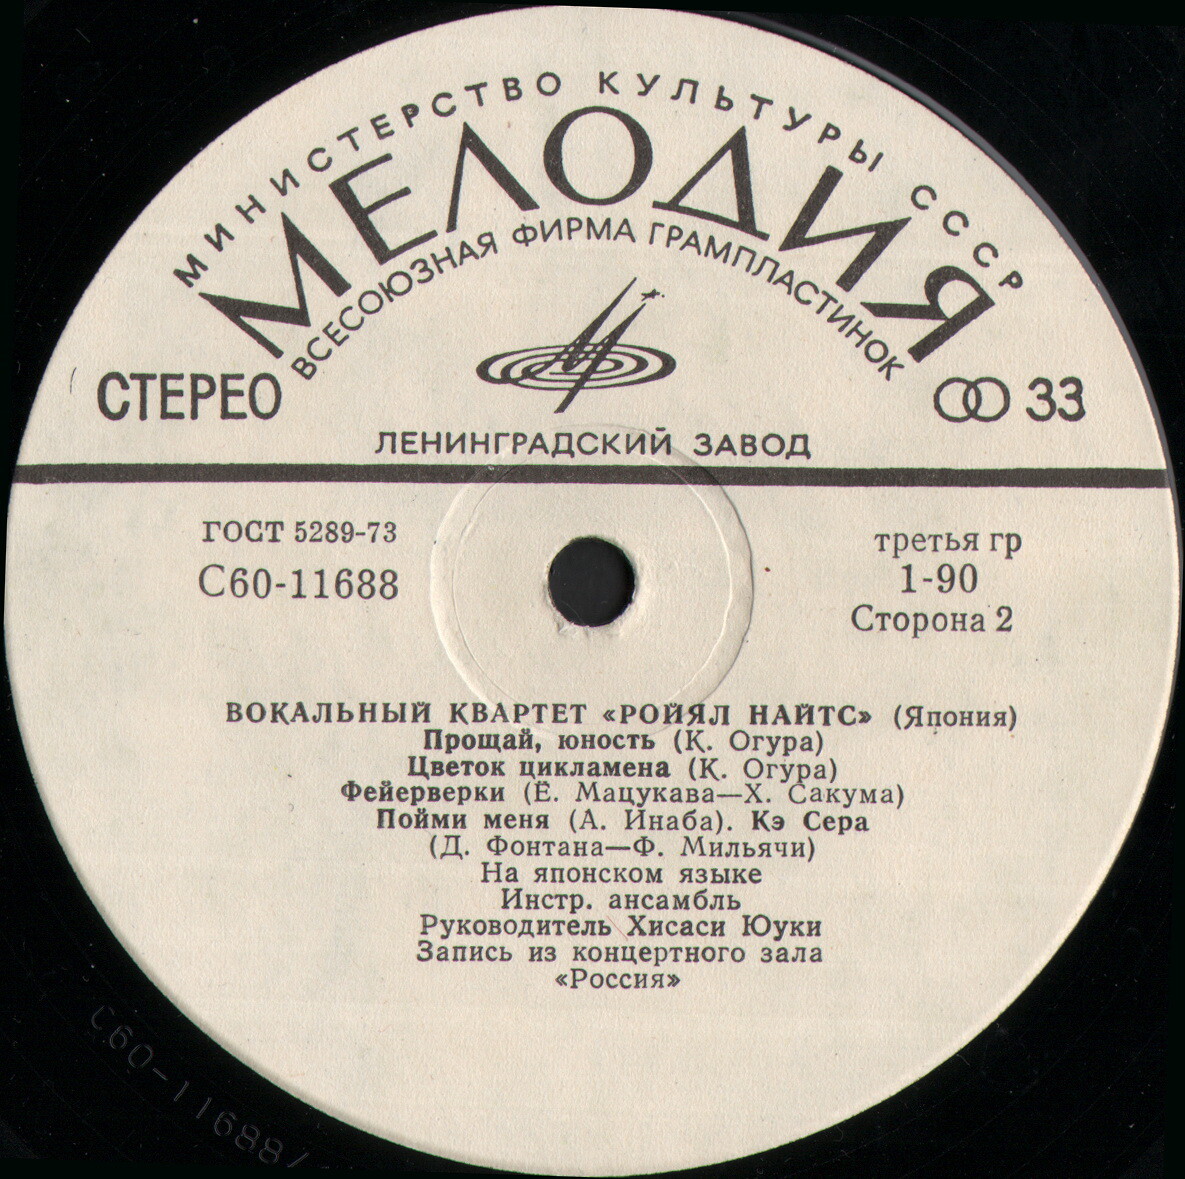 МИНИСТЕРСТВО КУЛЬТУРЫ СССР
МЕЛОДИЯ
ВСЕСОЮЗНАЯ ФИРМА ГРАМПЛАСТИНОК
СТЕРЕО
33
ЛЕНИНГРАДСКИЙ ЗАВОД
ГОСТ 5289-73
С60-11688
третья гр
1-90
Сторона 2
ВОКАЛЬНЫЙ КВАРТЕТ «РОЙЯЛ НАЙТС» (Япония)
Прощай, юность (К. Огура)
Цветок цикламена (К. Огура)
Фейерверки (Ё. Мацукава—Х. Сакума)
Пойми меня (А. Инаба). Кэ Сера
(Д. Фонтана—Ф. Мильячи)
На японском языке
Инстр. ансамбль
Руководитель Хисаси Юуки
Запись из концертного зала
«Россия»
С60-11688/